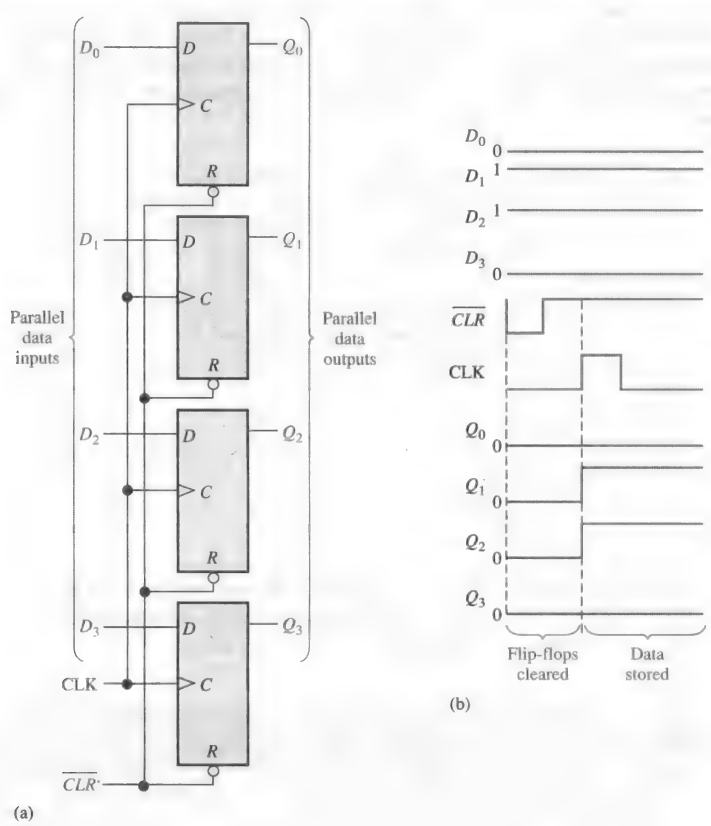 D0 D Q0
C
R
D1 D Q1
C
Parallel data inputs
Parallel data outputs
R
D2 D Q2
C
R
D3 D Q3
CLK C
R
CLR
(a)
D0 0
D1 1
D2 1
D3 0
CLR
CLK
Q0 0
Q1 0
Q2 0
Q3 0
Flip-flops cleared
Data stored
(b)